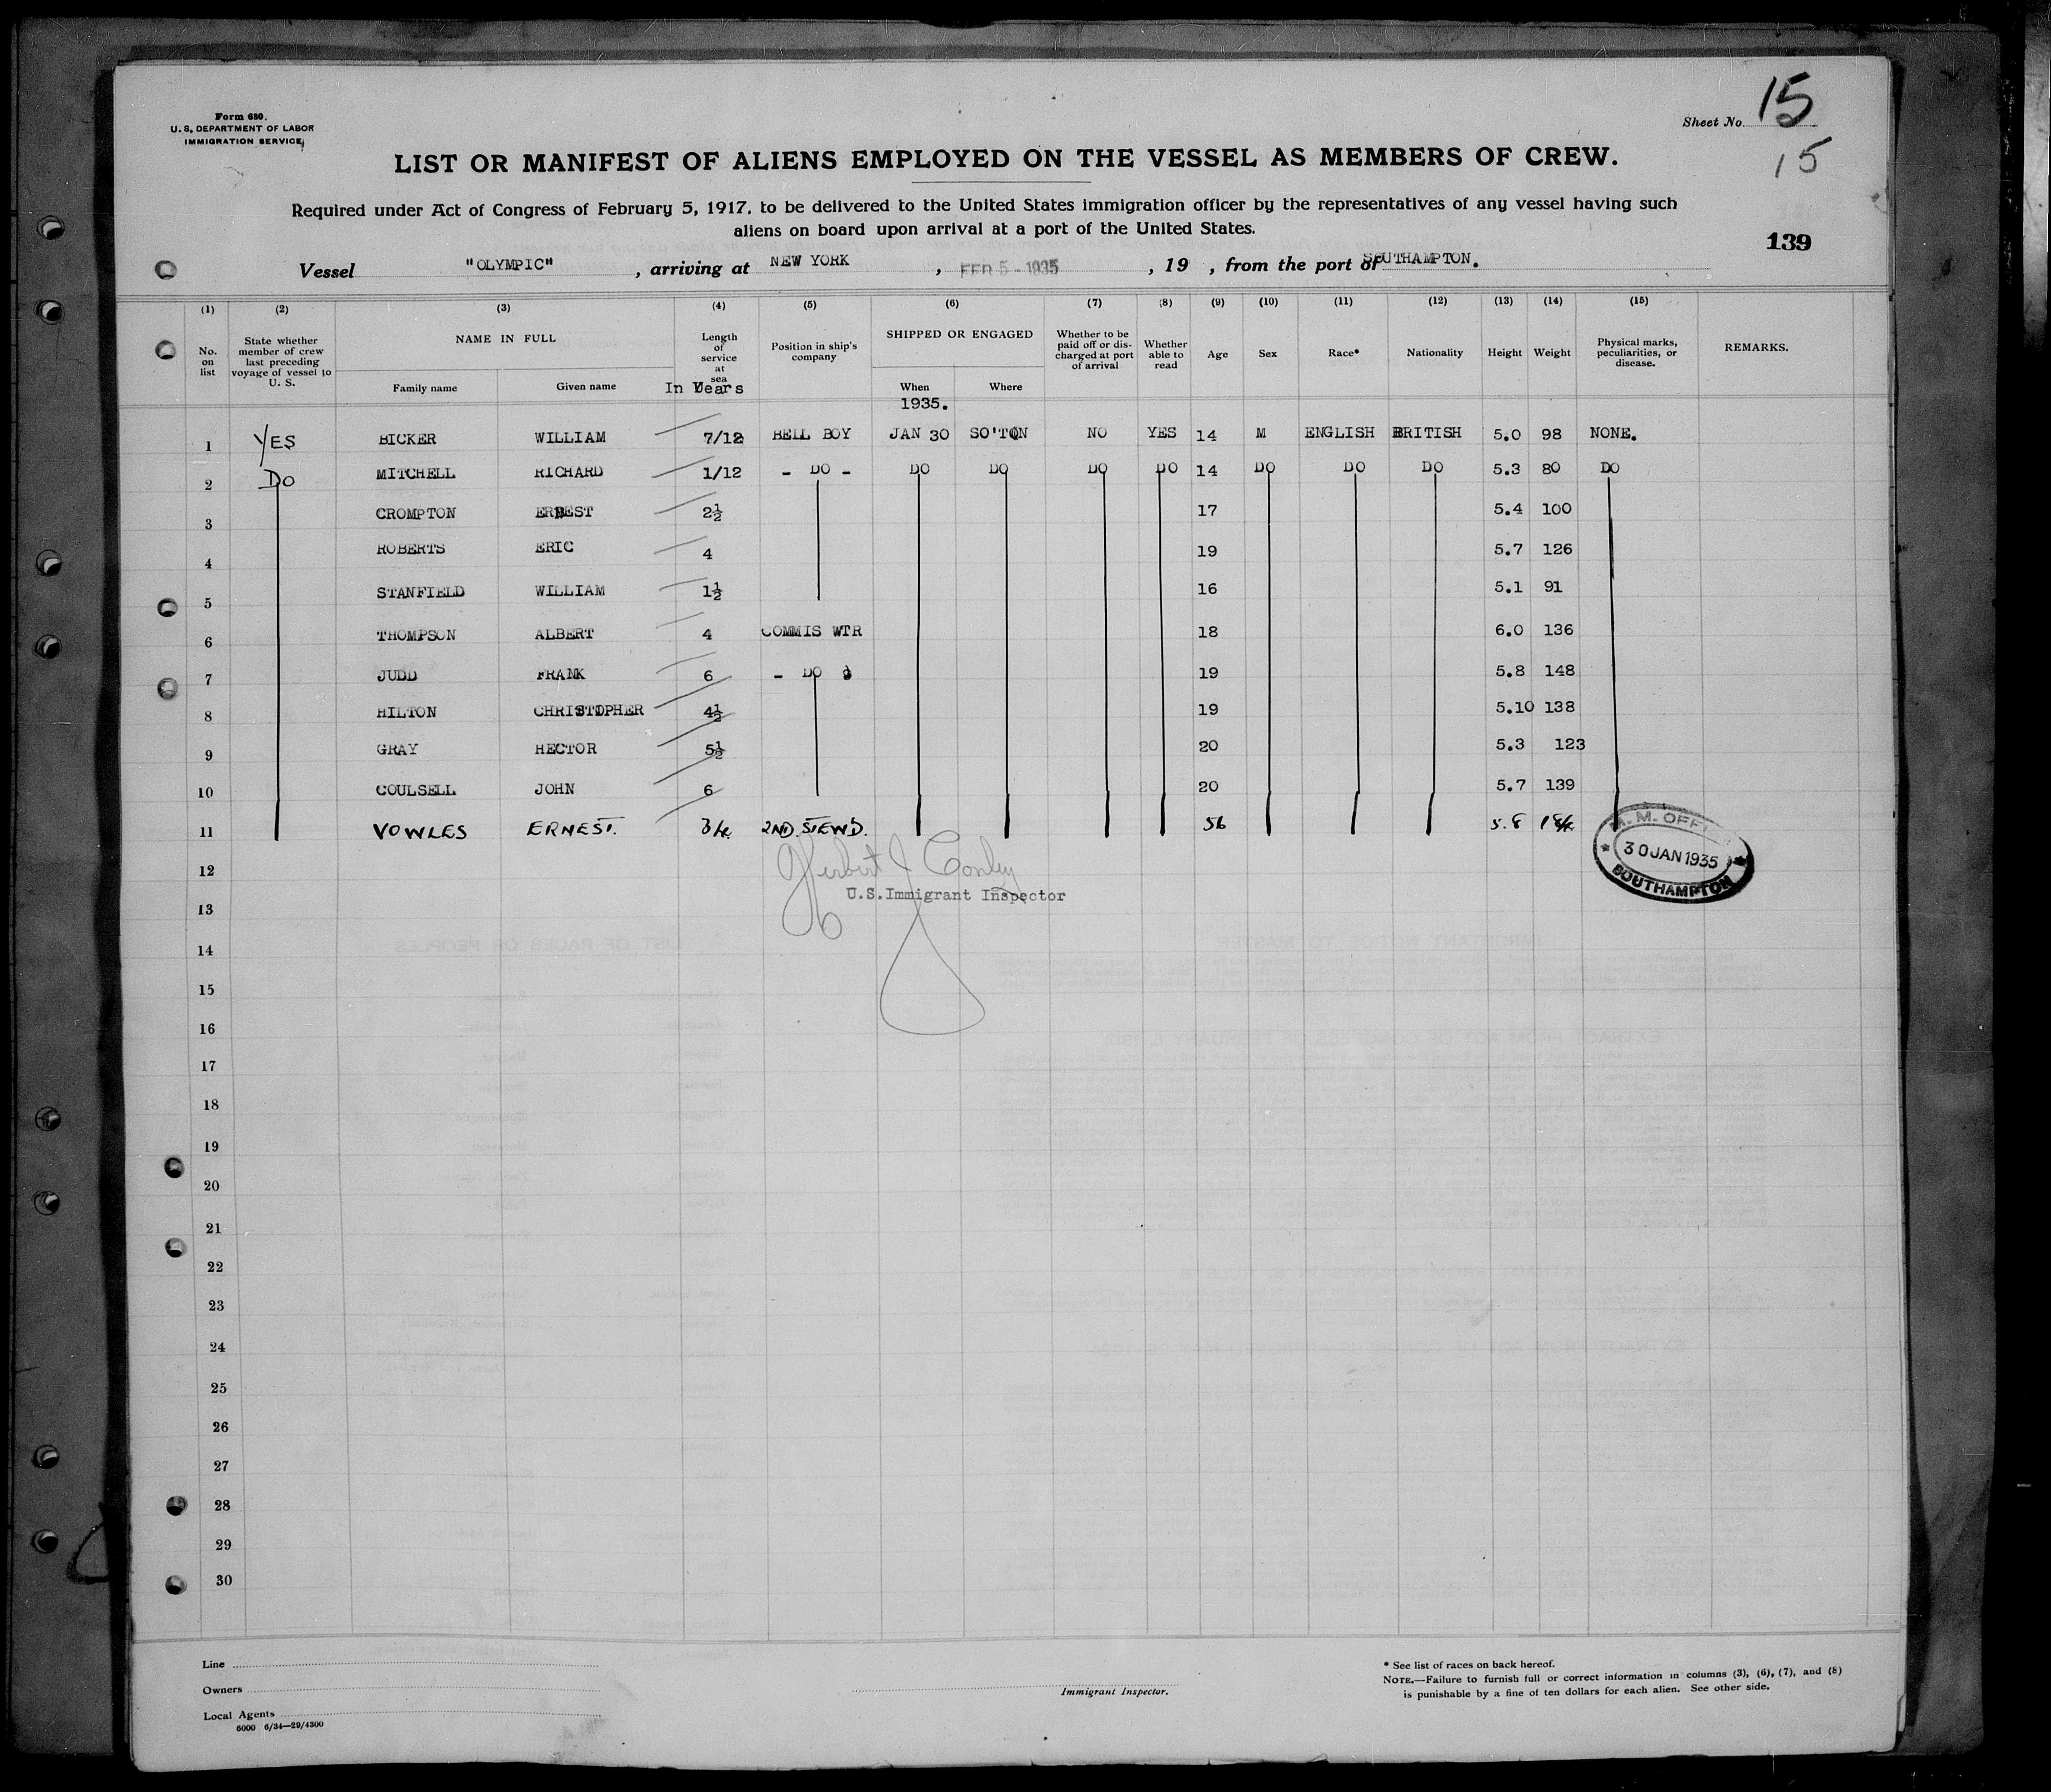 Form 680.
U. S. DEPARTMENT OF LABOR
IMMIGRATION SERVICE
Sheet No. 15
15
LIST OR MANIFEST OF ALIENS EMPLOYED ON THE VESSEL AS MEMBERS OF CREW.
Required under Act of Congress of February 5, 1917, to be delivered to the United States immigration officer by the representatives of any vessel having such
aliens on board upon arrival at a port of the United States.
139
Vessel "OLYMPIC" , arriving at NEW YORK , FEB 5 - 1935 , 19 , from the port of SOUTHAMPTON.
(1) (2) (3) (4) (5) (6) (7) (8) (9) (10) (11) (12) (13) (14) (15)
No. on list
State whether member of crew last preceding voyage of vessel to U. S.
NAME IN FULL
Family name Given name
Length of service at sea
In Years
Position in ship's company
SHIPPED OR ENGAGED
When Where
1935.
Whether to be paid off or discharged at port of arrival
Whether able to read
Age Sex Race* Nationality Height Weight
Physical marks, peculiarities, or disease.
REMARKS.
1 YES BICKER WILLIAM 7/12 BELL BOY JAN 30 SO'TON NO YES 14 M ENGLISH BRITISH 5.0 98 NONE.
2 DO MITCHELL RICHARD 1/12 - DO - DO DO DO DO 14 DO DO DO 5.3 80 DO
3 CROMPTON ERNEST 2½ 17 5.4 100
4 ROBERTS ERIC 4 19 5.7 126
5 STANFIELD WILLIAM 1½ 16 5.1 91
6 THOMPSON ALBERT 4 COMMIS WTR 18 6.0 136
7 JUDD FRANK 6 - DO 19 5.8 148
8 HILTON CHRISTOPHER 4½ 19 5.10 138
9 GRAY HECTOR 5½ 20 5.3 123
10 COULSELL JOHN 6 20 5.7 139
11 VOWLES ERNEST. 34 2ND. STEWD. 56 5.8
12
13
14
15
16
17
18
19
20
21
22
23
24
25
26
27
28
29
30
Herbert J Conley
U.S.Immigrant Inspector
M. M. OFFICE
30 JAN 1935
SOUTHAMPTON
Line
Owners
Local Agents
6000 6/34—29/4300
Immigrant Inspector.
* See list of races on back hereof.
NOTE.—Failure to furnish full or correct information in columns (3), (6), (7), and (8)
is punishable by a fine of ten dollars for each alien. See other side.